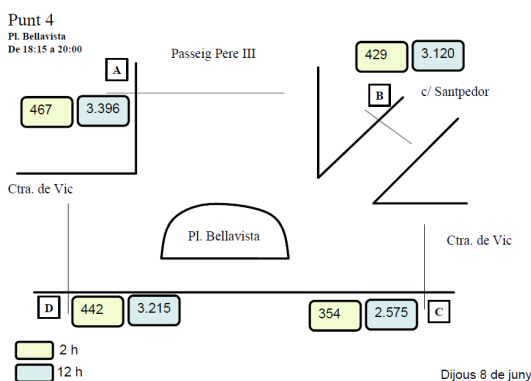 Punt 4
Pl. Bellavista
De 18:15 a 20:00
A
Passeig Pere III
429
3.120
467
3.396
B
c/ Santpedor
Ctra. de Vic
Pl. Bellavista
Ctra. de Vic
D
442
3.215
354
2.575
C
2 h
12 h
Dijous 8 de juny